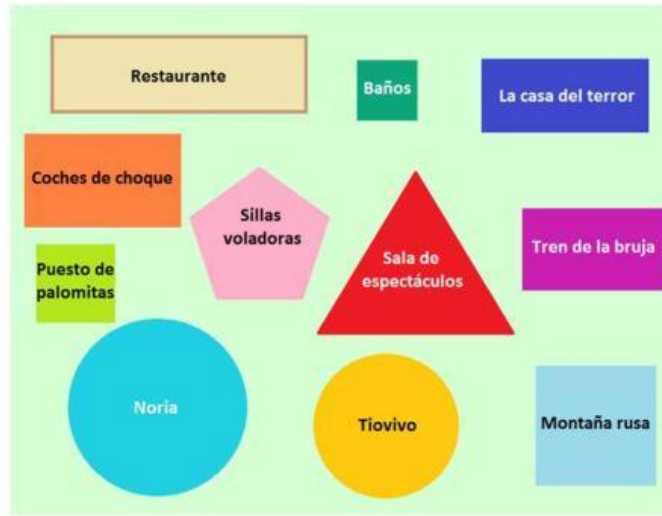 Restaurante
Baños
La casa del terror
Coches de choque
Sillas
voladoras
Sala de
espectáculos
Tren de la bruja
Puesto de
palomitas
Noria
Tiovivo
Montaña rusa